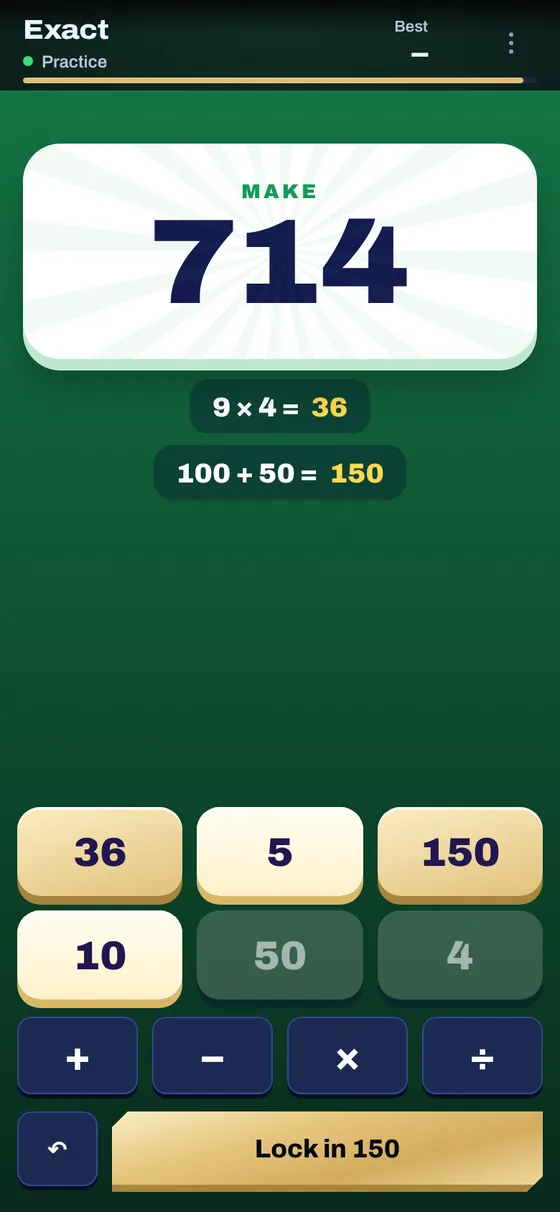 Exact
Best
Practice
–
MAKE
714
9 × 4 = 36
100 + 50 = 150
36 5 150
10 50 4
+ − × ÷
↶ Lock in 150